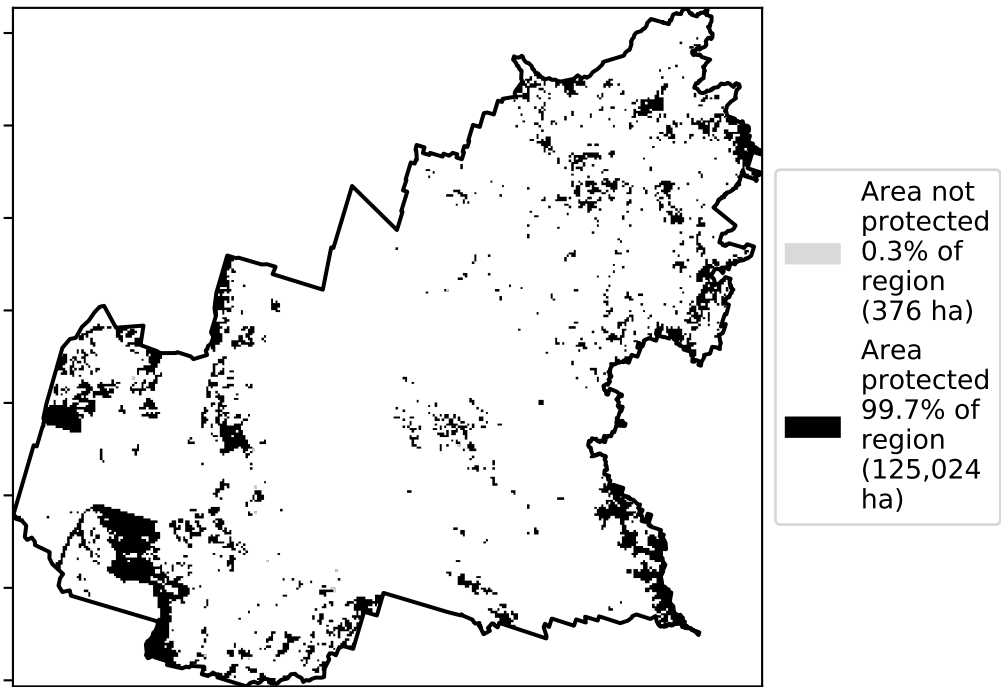 Area not
protected
0.3% of
region
(376 ha)
Area
protected
99.7% of
region
(125,024
ha)